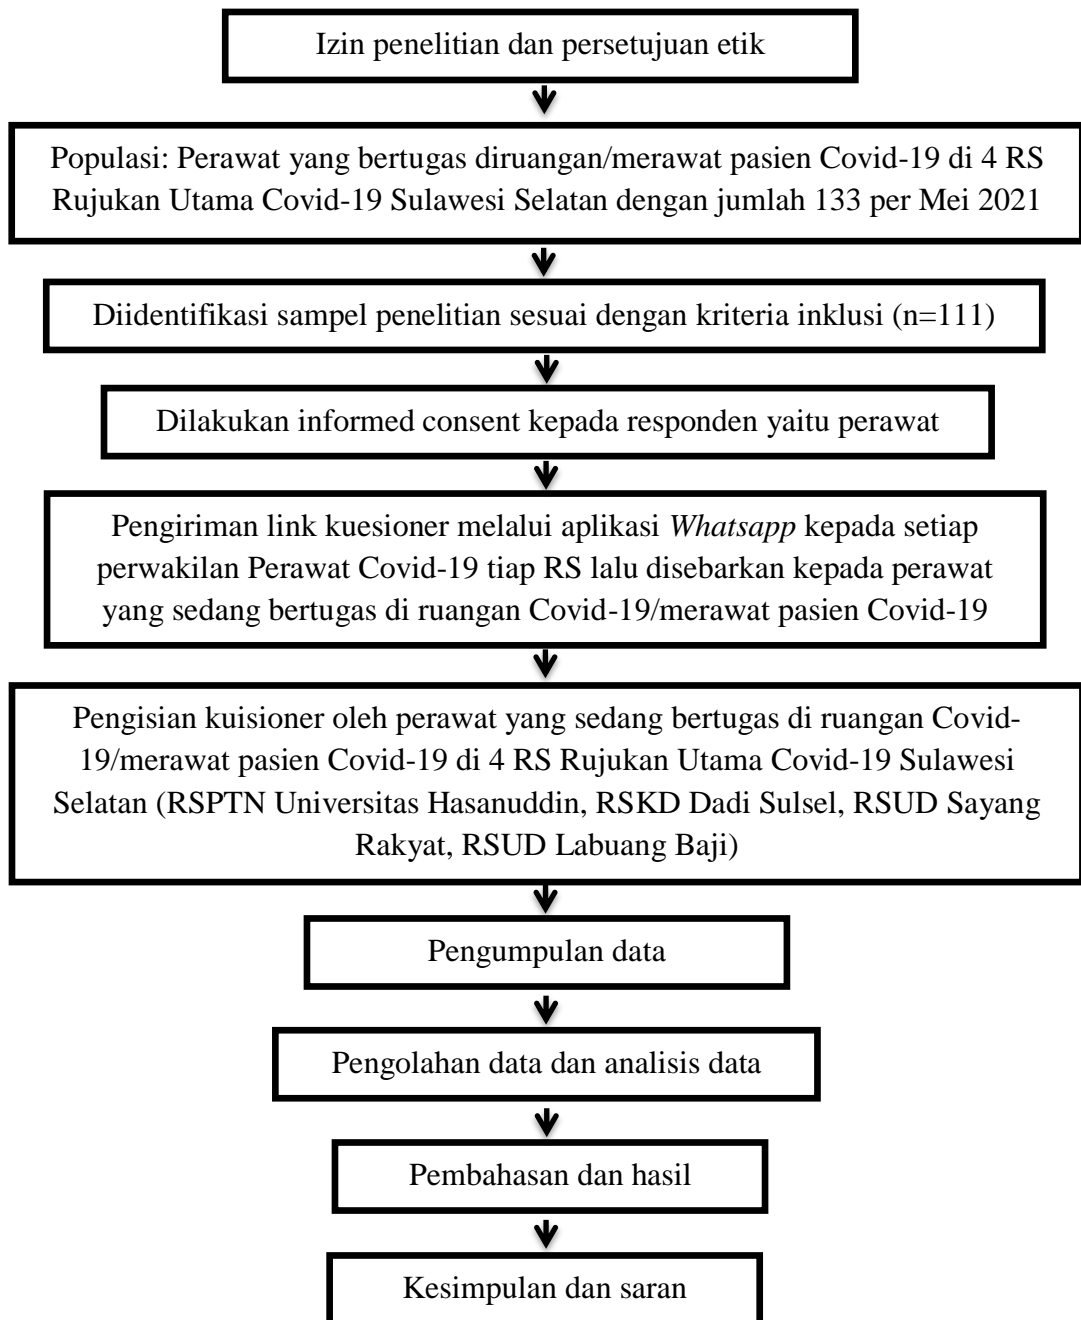 Izin penelitian dan persetujuan etik
Populasi: Perawat yang bertugas diruangan/merawat pasien Covid-19 di 4 RS
Rujukan Utama Covid-19 Sulawesi Selatan dengan jumlah 133 per Mei 2021
Diidentifikasi sampel penelitian sesuai dengan kriteria inklusi (n=111)
Dilakukan informed consent kepada responden yaitu perawat
Pengiriman link kuesioner melalui aplikasi Whatsapp kepada setiap
perwakilan Perawat Covid-19 tiap RS lalu disebarkan kepada perawat
yang sedang bertugas di ruangan Covid-19/merawat pasien Covid-19
Pengisian kuisioner oleh perawat yang sedang bertugas di ruangan Covid-
19/merawat pasien Covid-19 di 4 RS Rujukan Utama Covid-19 Sulawesi
Selatan (RSPTN Universitas Hasanuddin, RSKD Dadi Sulsel, RSUD Sayang
Rakyat, RSUD Labuang Baji)
Pengumpulan data
Pengolahan data dan analisis data
Pembahasan dan hasil
Kesimpulan dan saran